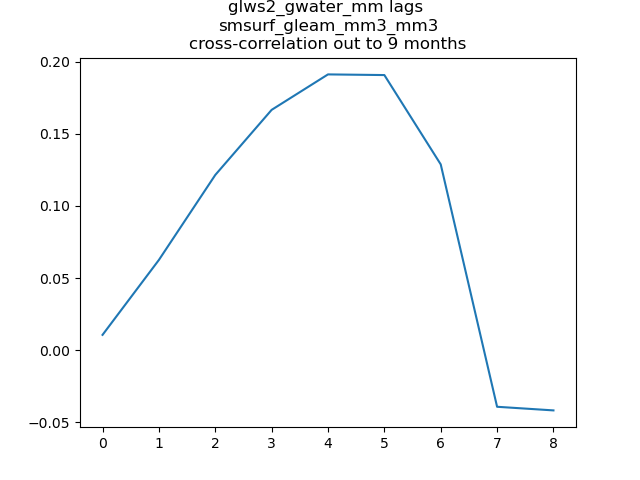 glws2_gwater_mm lags
smsurf_gleam_mm3_mm3
cross-correlation out to 9 months
0.20
0.15
0.10
0.05
0.00
−0.05
0 1 2 3 4 5 6 7 8